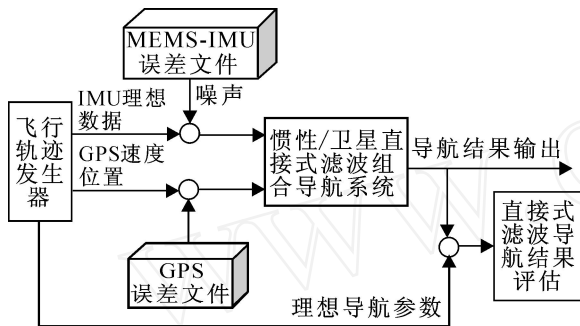 MEMS-IMU
误差文件
IMU理想
数据
噪声
飞行
轨迹
发生
器
GPS速度
位置
惯性/卫星直
接式滤波组
合导航系统
导航结果输出
直接式
滤波导
航结果
评估
GPS
误差文件
理想导航参数